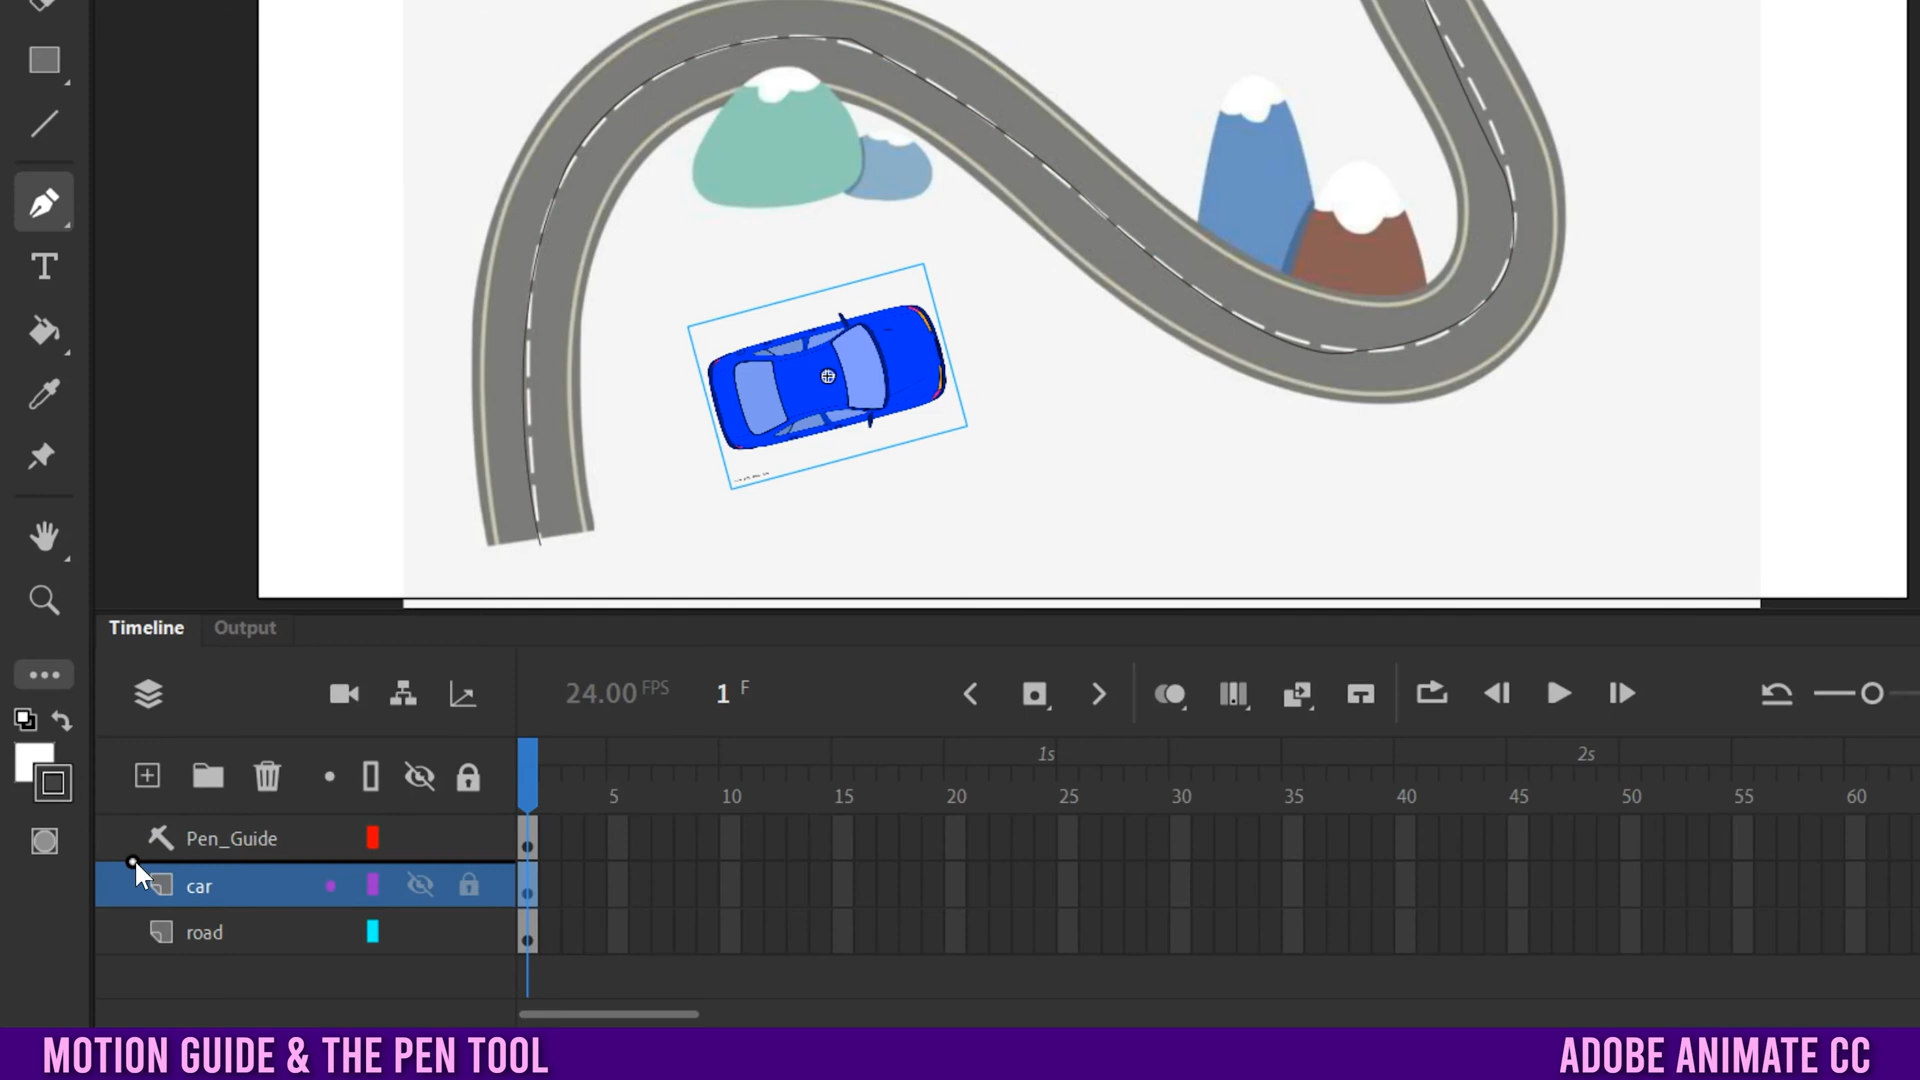 Timeline Output
24.00 FPS 1 F
1s 2s
5 10 15 20 25 30 35 40 45 50 55 60
Pen_Guide
car
road
MOTION GUIDE & THE PEN TOOL
ADOBE ANIMATE CC